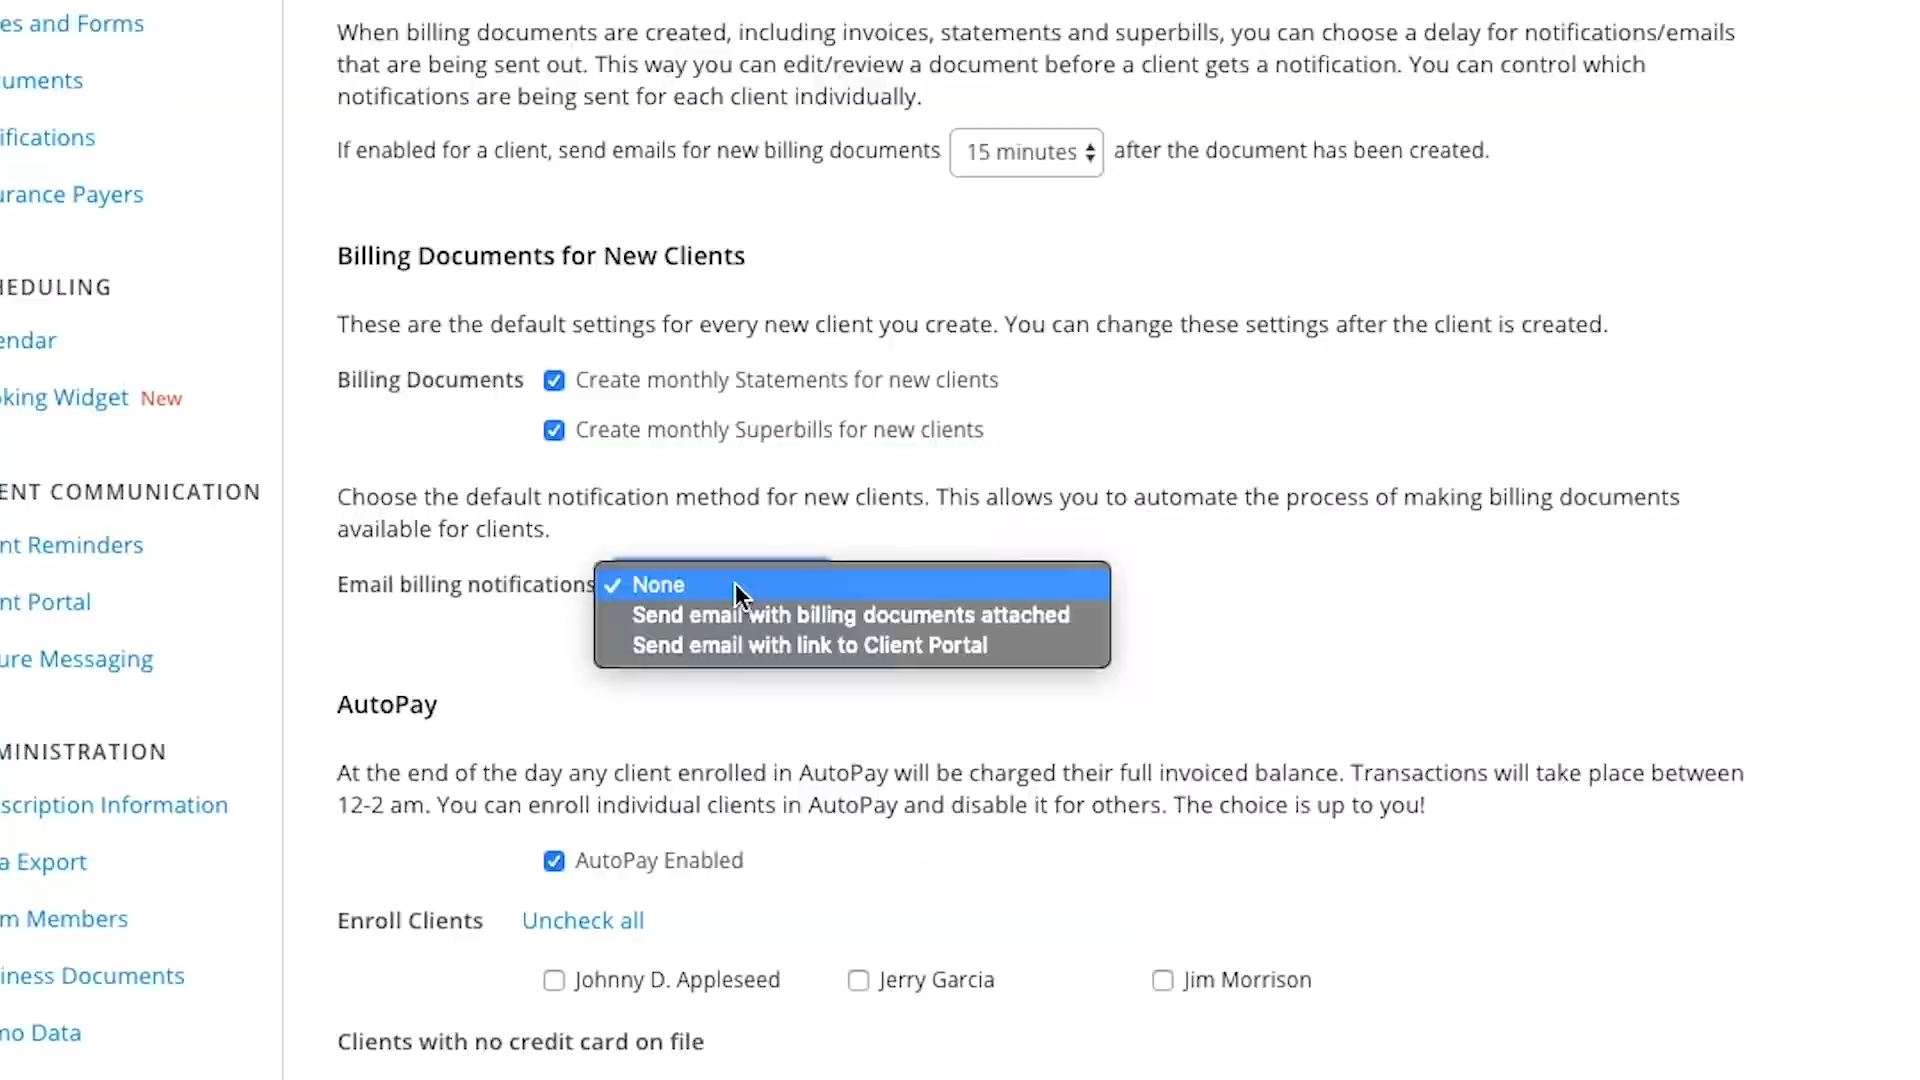 es and Forms
uments
ifications
urance Payers
HEDULING
endar
king Widget New
ENT COMMUNICATION
nt Reminders
nt Portal
ure Messaging
MINISTRATION
scription Information
a Export
m Members
iness Documents
mo Data
When billing documents are created, including invoices, statements and superbills, you can choose a delay for notifications/emails
that are being sent out. This way you can edit/review a document before a client gets a notification. You can control which
notifications are being sent for each client individually.
If enabled for a client, send emails for new billing documents 15 minutes after the document has been created.
Billing Documents for New Clients
These are the default settings for every new client you create. You can change these settings after the client is created.
Billing Documents Create monthly Statements for new clients
Create monthly Superbills for new clients
Choose the default notification method for new clients. This allows you to automate the process of making billing documents
available for clients.
Email billing notifications None
Send email with billing documents attached
Send email with link to Client Portal
AutoPay
At the end of the day any client enrolled in AutoPay will be charged their full invoiced balance. Transactions will take place between
12-2 am. You can enroll individual clients in AutoPay and disable it for others. The choice is up to you!
AutoPay Enabled
Enroll Clients Uncheck all
Johnny D. Appleseed Jerry Garcia Jim Morrison
Clients with no credit card on file